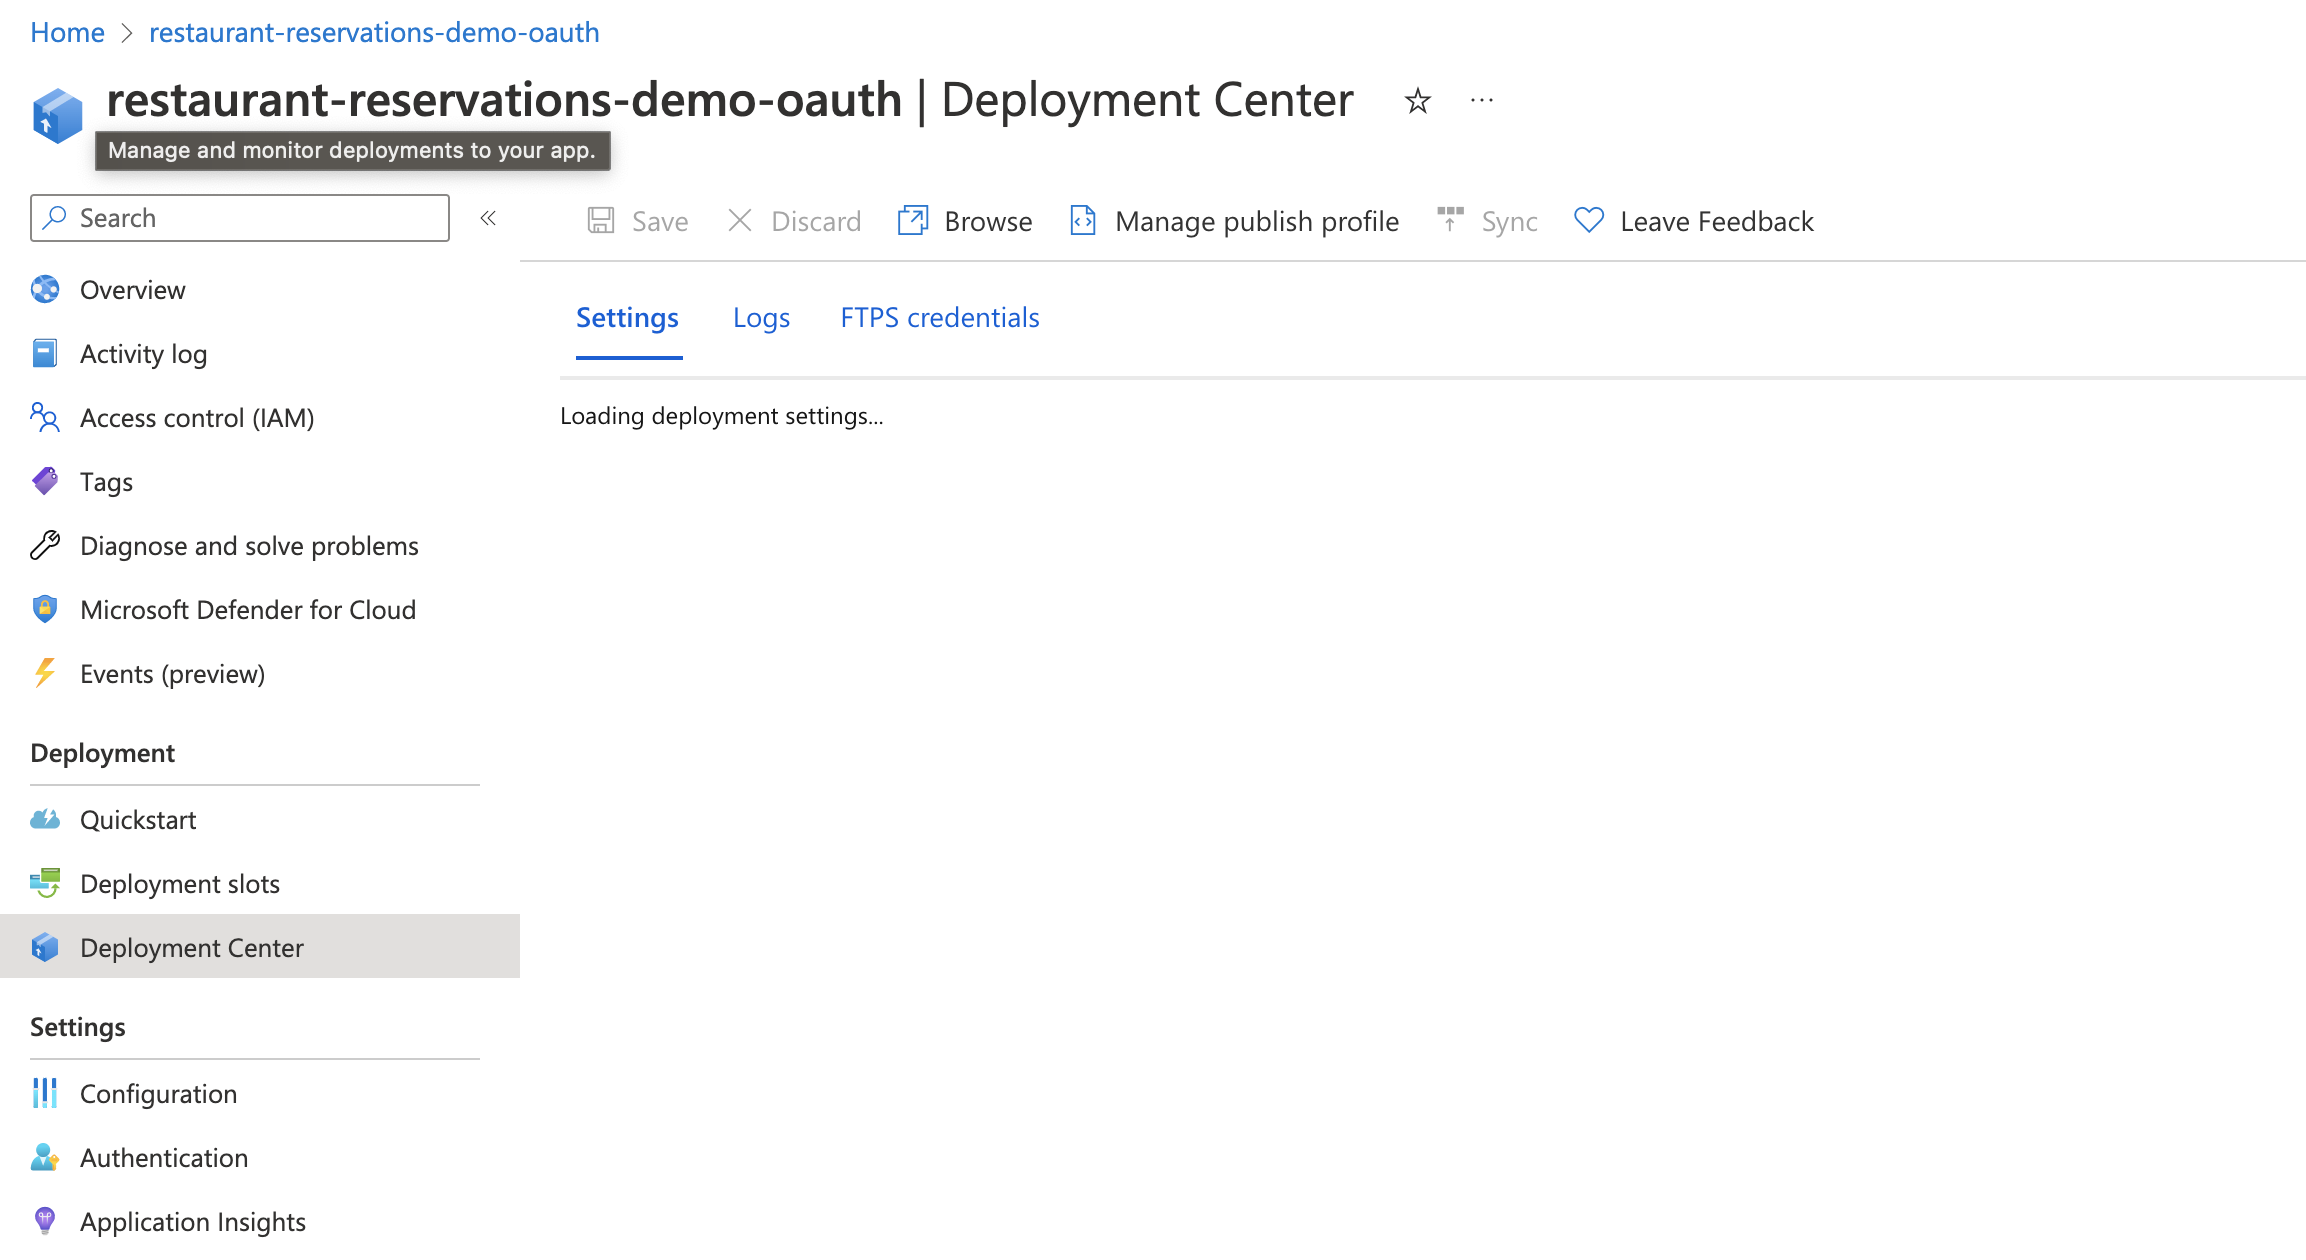 Home > restaurant-reservations-demo-oauth
restaurant-reservations-demo-oauth | Deployment Center
Manage and monitor deployments to your app.
Search
Save Discard Browse Manage publish profile Sync Leave Feedback
Settings Logs FTPS credentials
Loading deployment settings...
Overview
Activity log
Access control (IAM)
Tags
Diagnose and solve problems
Microsoft Defender for Cloud
Events (preview)
Deployment
Quickstart
Deployment slots
Deployment Center
Settings
Configuration
Authentication
Application Insights